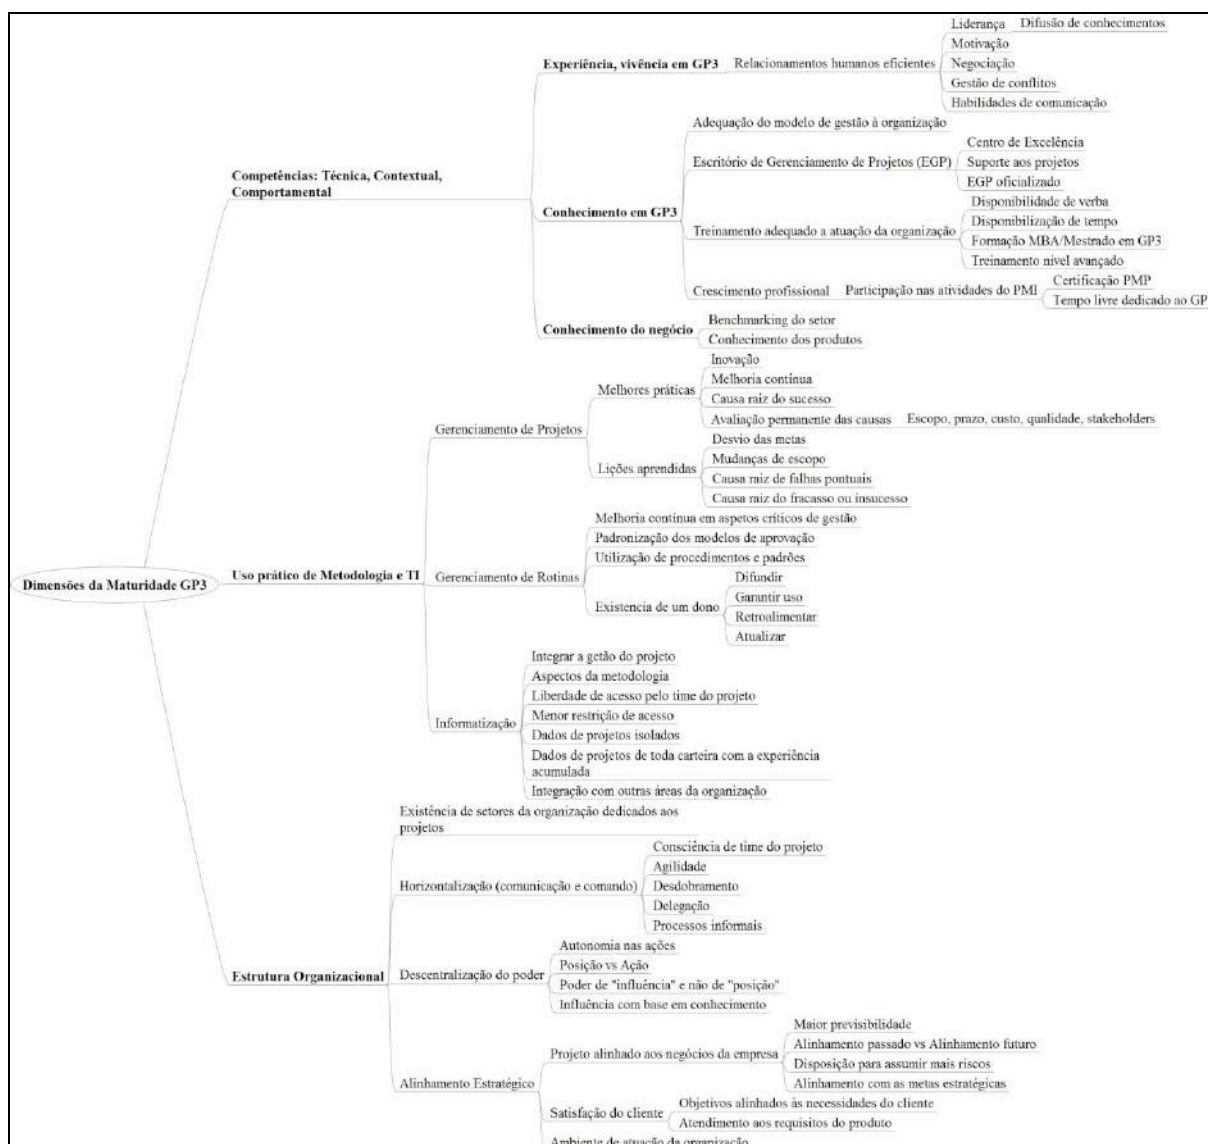 Dimensões da Maturidade GP3
Competências: Técnica, Contextual,
Comportamental
Experiência, vivência em GP3
Relacionamentos humanos eficientes
Liderança
Difusão de conhecimentos
Motivação
Negociação
Gestão de conflitos
Habilidades de comunicação
Conhecimento em GP3
Adequação do modelo de gestão à organização
Escritório de Gerenciamento de Projetos (EGP)
Centro de Excelência
Suporte aos projetos
EGP oficializado
Treinamento adequado a atuação da organização
Disponibilidade de verba
Disponibilização de tempo
Formação MBA/Mestrado em GP3
Treinamento nível avançado
Crescimento profissional
Participação nas atividades do PMI
Certificação PMP
Tempo livre dedicado ao GP
Conhecimento do negócio
Benchmarking do setor
Conhecimento dos produtos
Uso prático de Metodologia e TI
Gerenciamento de Projetos
Melhores práticas
Inovação
Melhoria contínua
Causa raiz do sucesso
Avaliação permanente das causas
Escopo, prazo, custo, qualidade, stakeholders
Lições aprendidas
Desvio das metas
Mudanças de escopo
Causa raiz de falhas pontuais
Causa raiz do fracasso ou insucesso
Gerenciamento de Rotinas
Melhoria contínua em aspetos críticos de gestão
Padronização dos modelos de aprovação
Utilização de procedimentos e padrões
Existencia de um dono
Difundir
Garantir uso
Retroalimentar
Atualizar
Informatização
Integrar a getão do projeto
Aspectos da metodologia
Liberdade de acesso pelo time do projeto
Menor restrição de acesso
Dados de projetos isolados
Dados de projetos de toda carteira com a experiência
acumulada
Integração com outras áreas da organização
Estrutura Organizacional
Existência de setores da organização dedicados aos
projetos
Horizontalização (comunicação e comando)
Consciência de time do projeto
Agilidade
Desdobramento
Delegação
Processos informais
Descentralização do poder
Autonomia nas ações
Posição vs Ação
Poder de "influência" e não de "posição"
Influência com base em conhecimento
Alinhamento Estratégico
Projeto alinhado aos negócios da empresa
Maior previsibilidade
Alinhamento passado vs Alinhamento futuro
Disposição para assumir mais riscos
Alinhamento com as metas estratégicas
Satisfação do cliente
Objetivos alinhados às necessidades do cliente
Atendimento aos requisitos do produto
Ambiente de atuação da organização